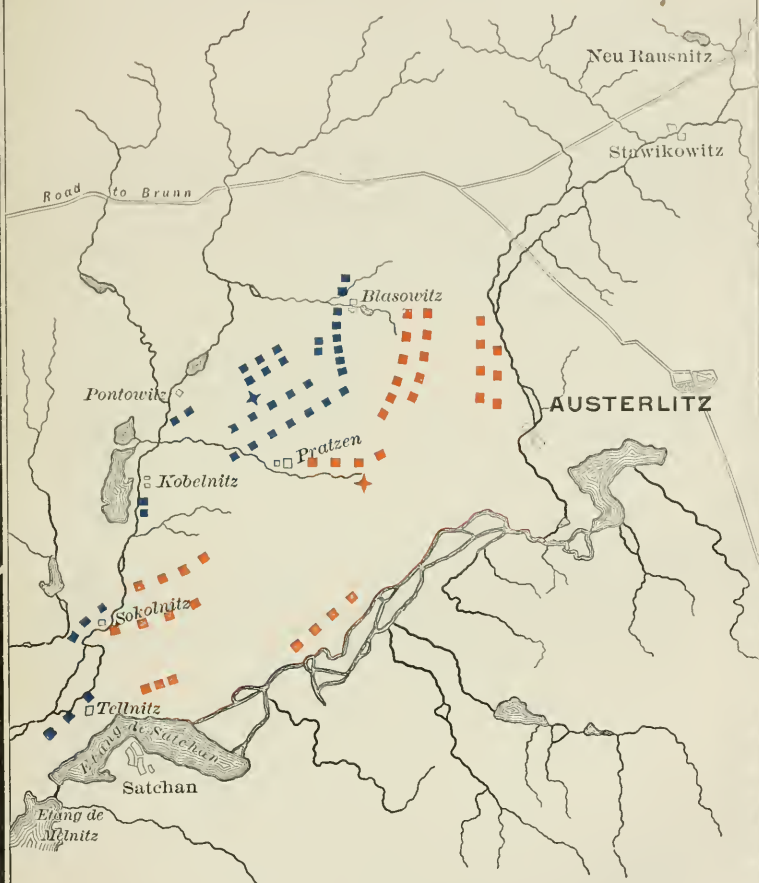 Neu Rausnitz
Stawikowitz
Road to Brunn
Blasowitz
Pontowitz
AUSTERLITZ
Pratzen
Kobelnitz
Sokolnitz
Tellnitz
Etang de Satchan
Satchan
Etang de
Melnitz